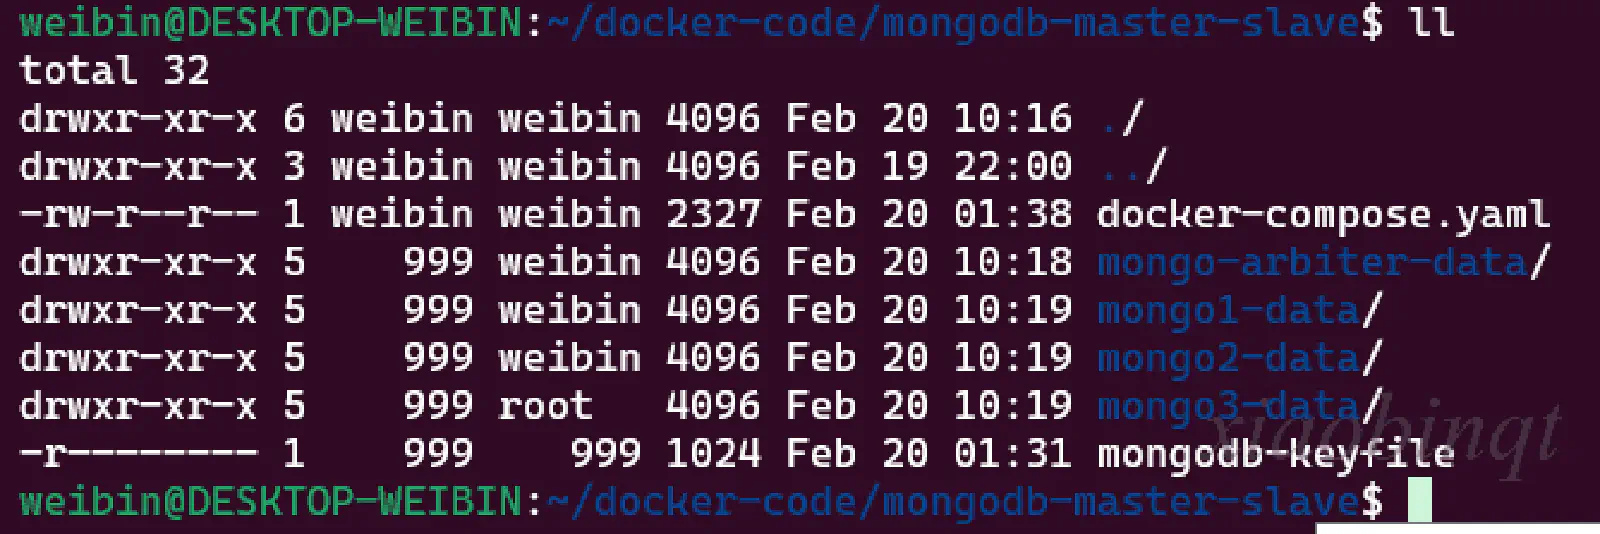 weibin@DESKTOP-WEIBIN:~/docker-code/mongodb-master-slave$ ll
total 32
drwxr-xr-x 6 weibin weibin 4096 Feb 20 10:16 ./
drwxr-xr-x 3 weibin weibin 4096 Feb 19 22:00 ../
-rw-r--r-- 1 weibin weibin 2327 Feb 20 01:38 docker-compose.yaml
drwxr-xr-x 5    999 weibin 4096 Feb 20 10:18 mongo-arbiter-data/
drwxr-xr-x 5    999 weibin 4096 Feb 20 10:19 mongo1-data/
drwxr-xr-x 5    999 weibin 4096 Feb 20 10:19 mongo2-data/
drwxr-xr-x 5    999 root   4096 Feb 20 10:19 mongo3-data/
-r-------- 1    999    999 1024 Feb 20 01:31 mongodb-keyfile
xiaobinqt
weibin@DESKTOP-WEIBIN:~/docker-code/mongodb-master-slave$